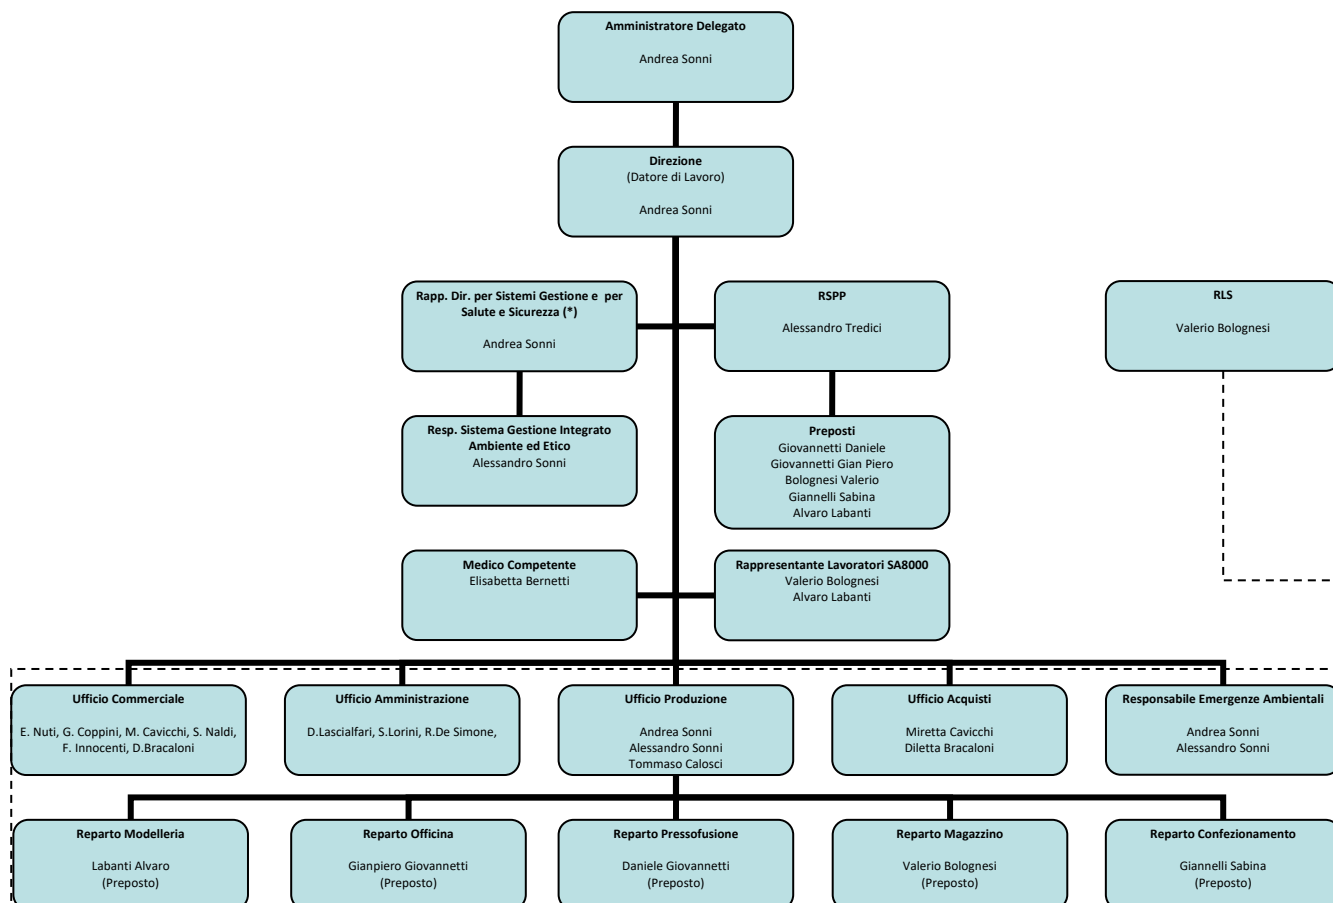 Amministratore Delegato
Andrea Sonni
Direzione
(Datore di Lavoro)
Andrea Sonni
Rapp. Dir. per Sistemi Gestione e per
Salute e Sicurezza (*)
Andrea Sonni
RSPP
Alessandro Tredici
RLS
Valerio Bolognesi
Resp. Sistema Gestione Integrato
Ambiente ed Etico
Alessandro Sonni
Preposti
Giovannetti Daniele
Giovannetti Gian Piero
Bolognesi Valerio
Giannelli Sabina
Alvaro Labanti
Medico Competente
Elisabetta Bernetti
Rappresentante Lavoratori SA8000
Valerio Bolognesi
Alvaro Labanti
Ufficio Commerciale
E. Nuti, G. Coppini, M. Cavicchi, S. Naldi,
F. Innocenti, D.Bracaloni
Ufficio Amministrazione
D.Lascialfari, S.Lorini, R.De Simone,
Ufficio Produzione
Andrea Sonni
Alessandro Sonni
Tommaso Calosci
Ufficio Acquisti
Miretta Cavicchi
Diletta Bracaloni
Responsabile Emergenze Ambientali
Andrea Sonni
Alessandro Sonni
Reparto Modelleria
Labanti Alvaro
(Preposto)
Reparto Officina
Gianpiero Giovannetti
(Preposto)
Reparto Pressofusione
Daniele Giovannetti
(Preposto)
Reparto Magazzino
Valerio Bolognesi
(Preposto)
Reparto Confezionamento
Giannelli Sabina
(Preposto)